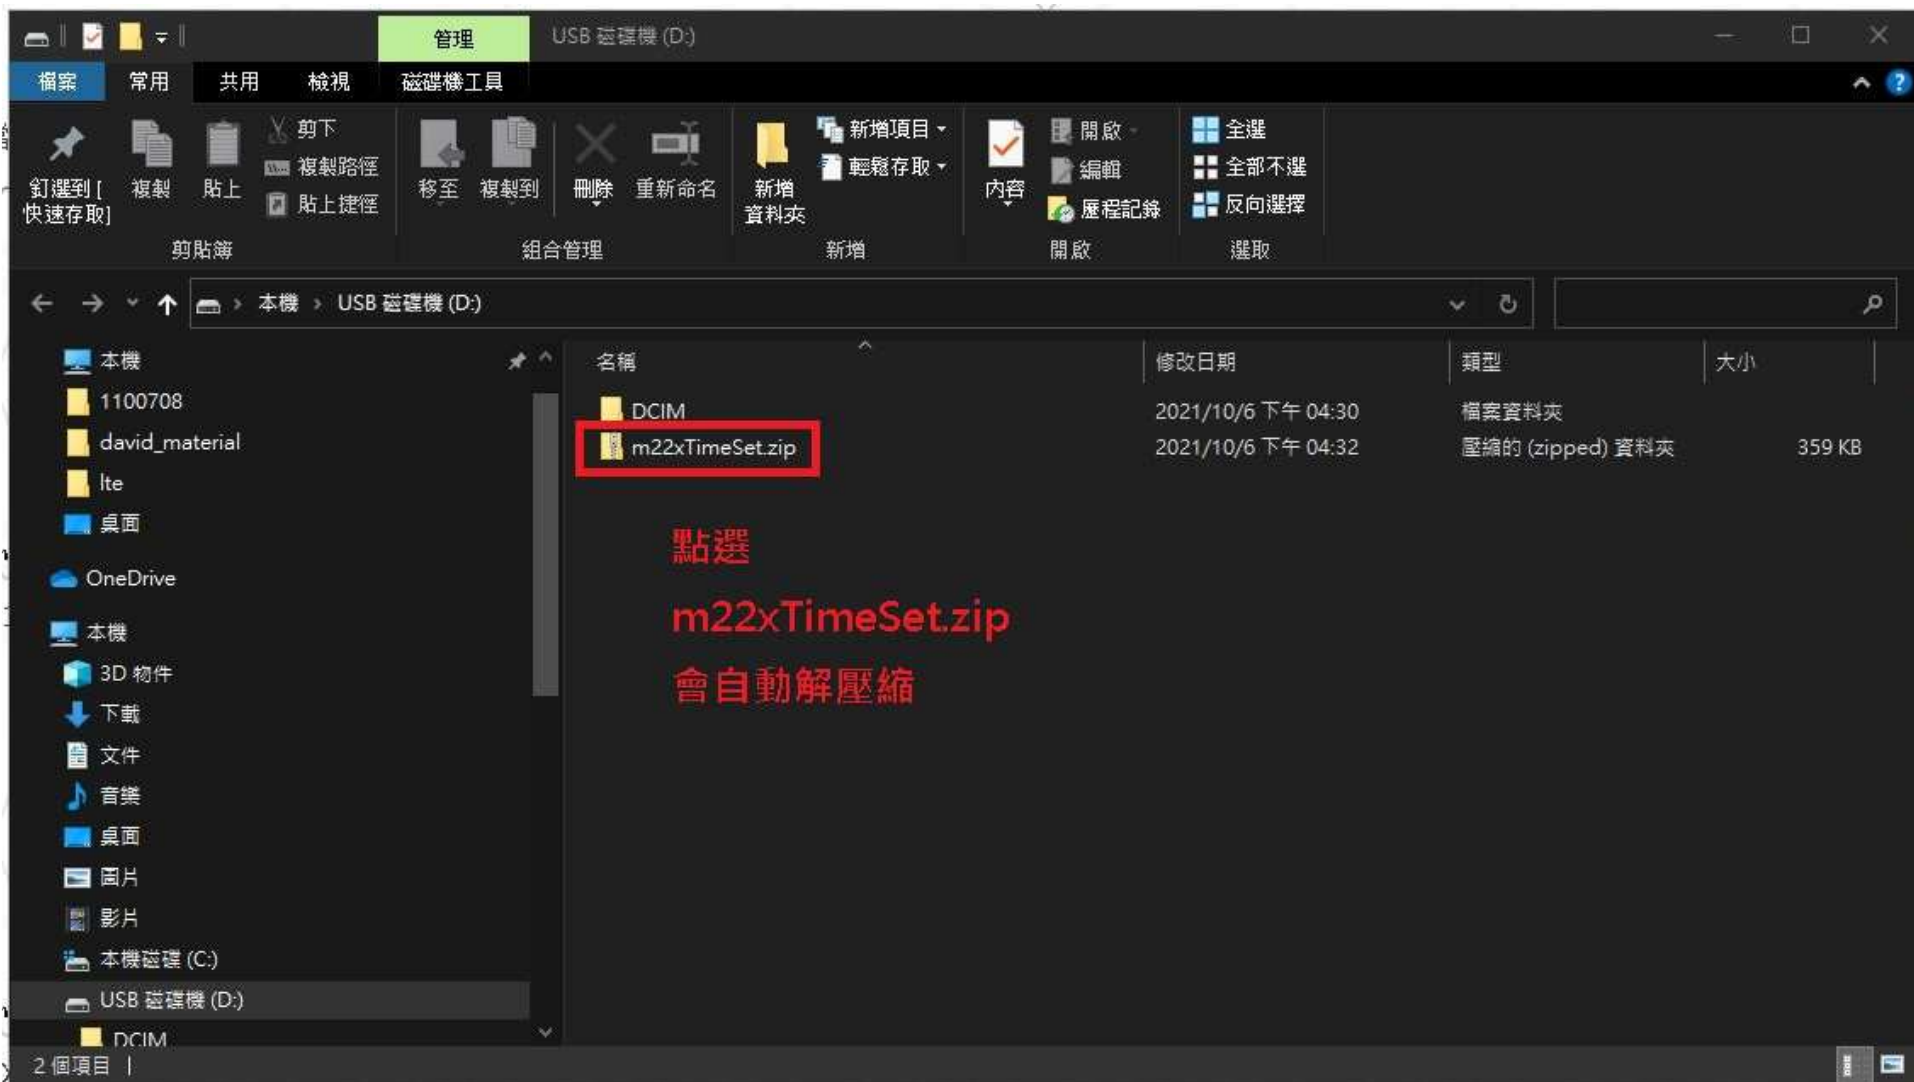 管理
USB 磁碟機 (D:)
檔案
常用
共用
檢視
磁碟機工具
釘選到 [
快速存取]
複製
貼上
剪下
複製路徑
貼上捷徑
剪貼簿
移至
複製到
刪除
重新命名
組合管理
新增
資料夾
新增項目
輕鬆存取
新增
內容
開啟
編輯
歷程記錄
開啟
全選
全部不選
反向選擇
選取
本機 › USB 磁碟機 (D:)
本機
1100708
david_material
lte
桌面
OneDrive
本機
3D 物件
下載
文件
音樂
桌面
圖片
影片
本機磁碟 (C:)
USB 磁碟機 (D:)
DCIM
名稱 修改日期 類型 大小
DCIM 2021/10/6 下午 04:30 檔案資料夾
m22xTimeSet.zip 2021/10/6 下午 04:32 壓縮的 (zipped) 資料夾 359 KB
點選
m22xTimeSet.zip
會自動解壓縮
2 個項目